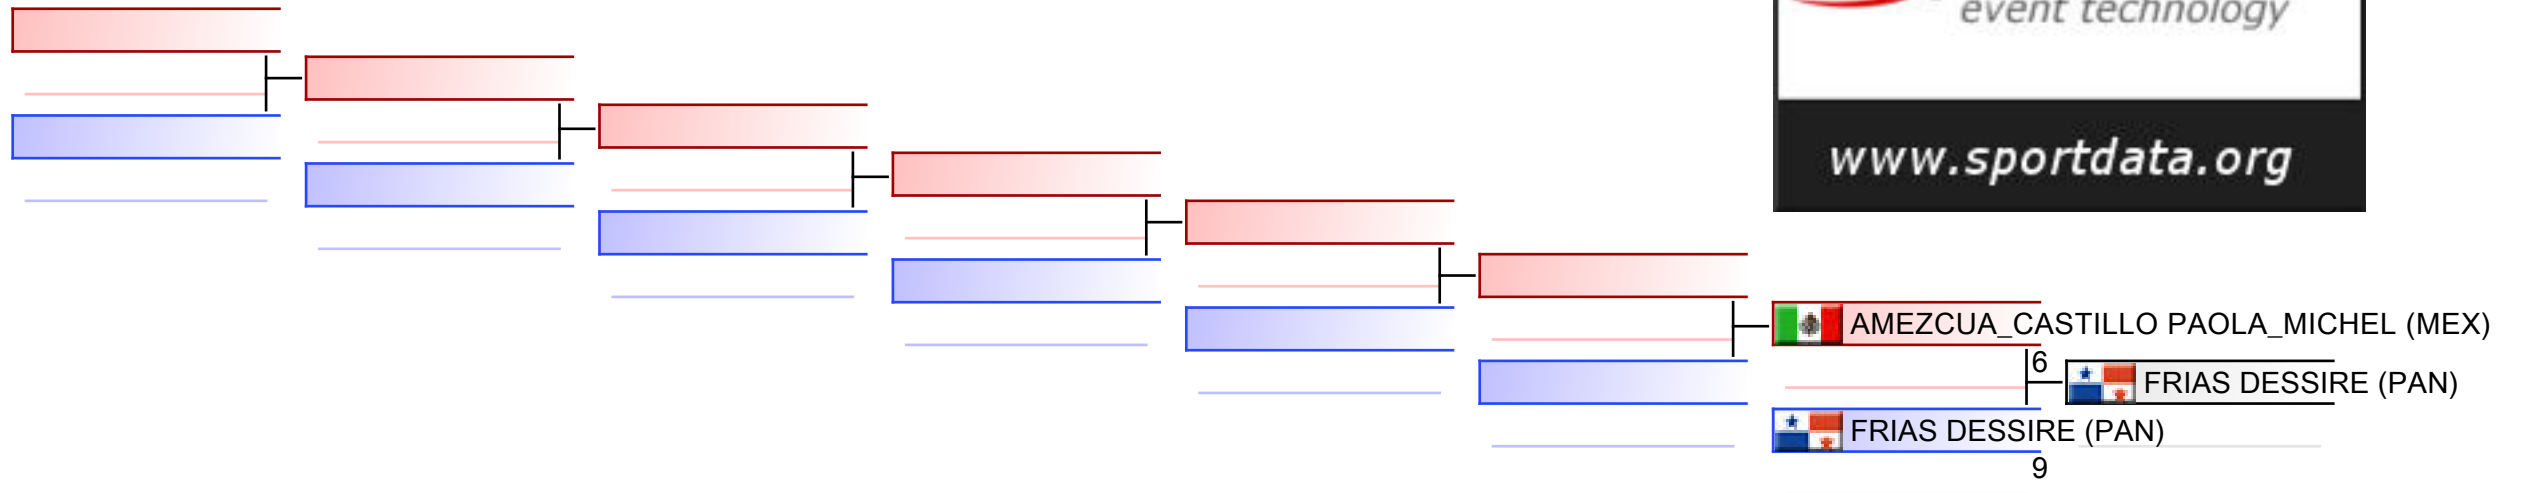 event technology
www.sportdata.org
AMEZCUA_CASTILLO PAOLA_MICHEL (MEX)
6
FRIAS DESSIRE (PAN)
FRIAS DESSIRE (PAN)
9